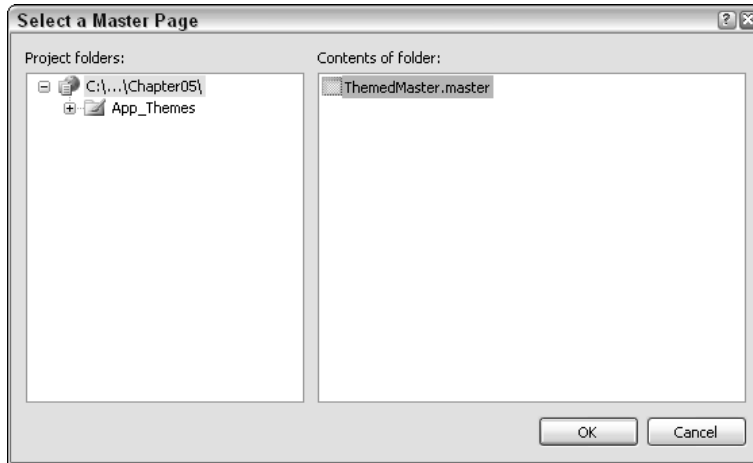 Select a Master Page
Project folders:
Contents of folder:
C:\...\Chapter05\
App_Themes
ThemedMaster.master
OK
Cancel